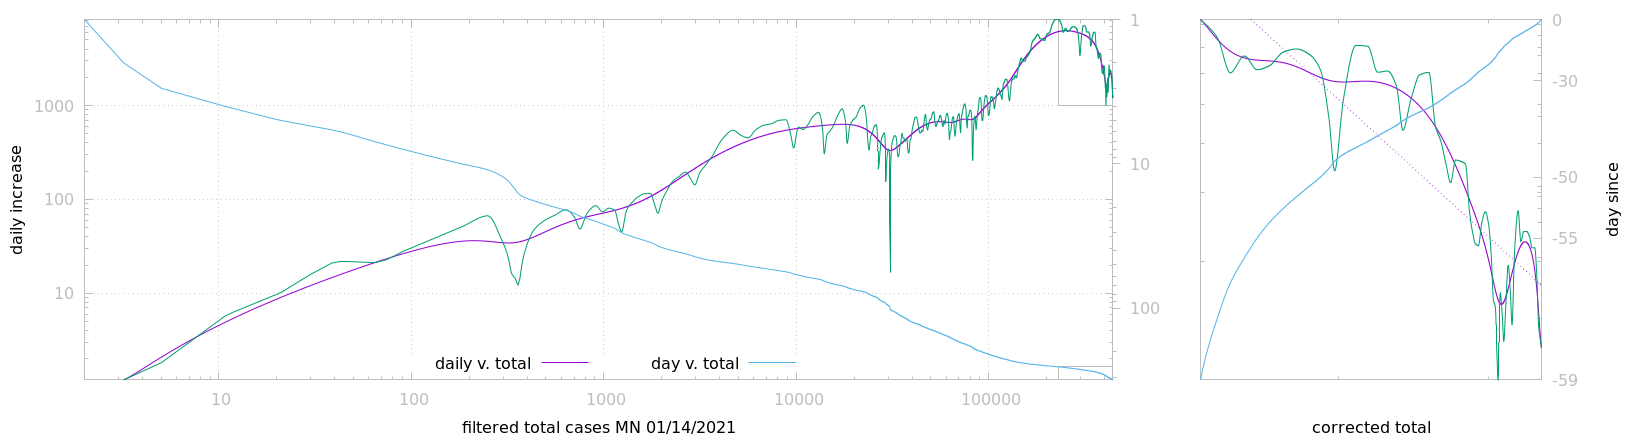 daily increase
1000
100
10
10
100
1000
10000
100000
filtered total cases MN 01/14/2021
daily v. total
day v. total
1
10
100
0
-30
-50
-55
-59
day since
corrected total